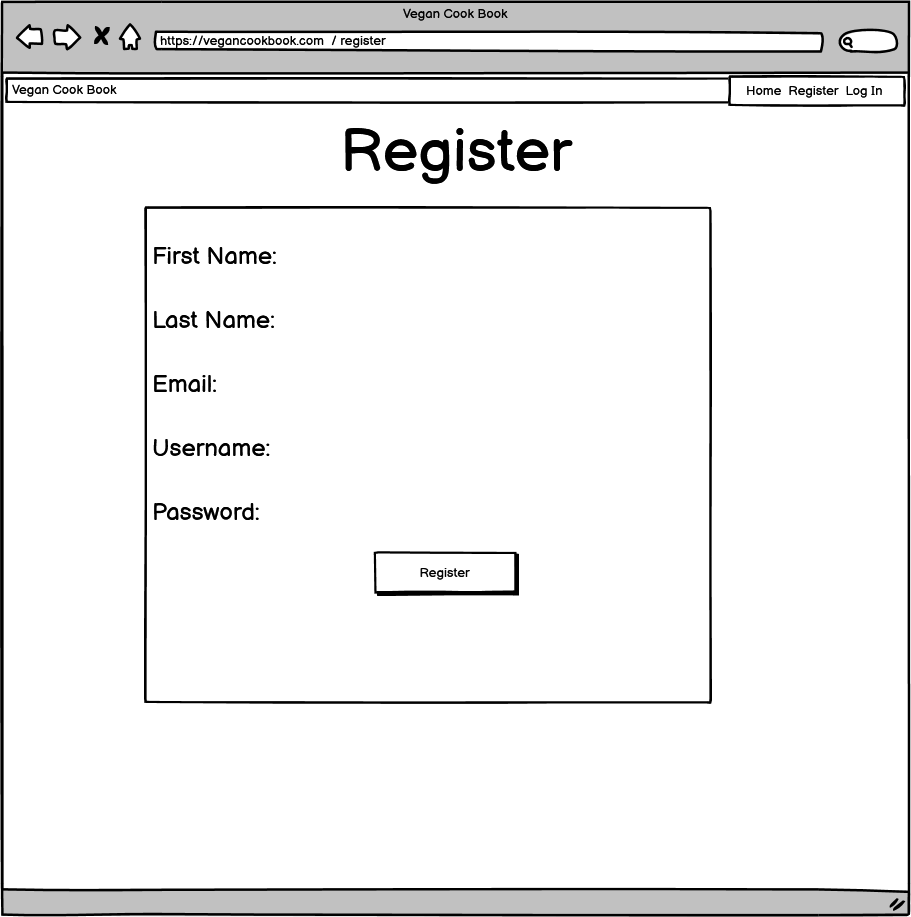 Vegan Cook Book
https://vegancookbook.com / register
Vegan Cook Book
Home Register Log In
Register
First Name:
Last Name:
Email:
Username:
Password:
Register